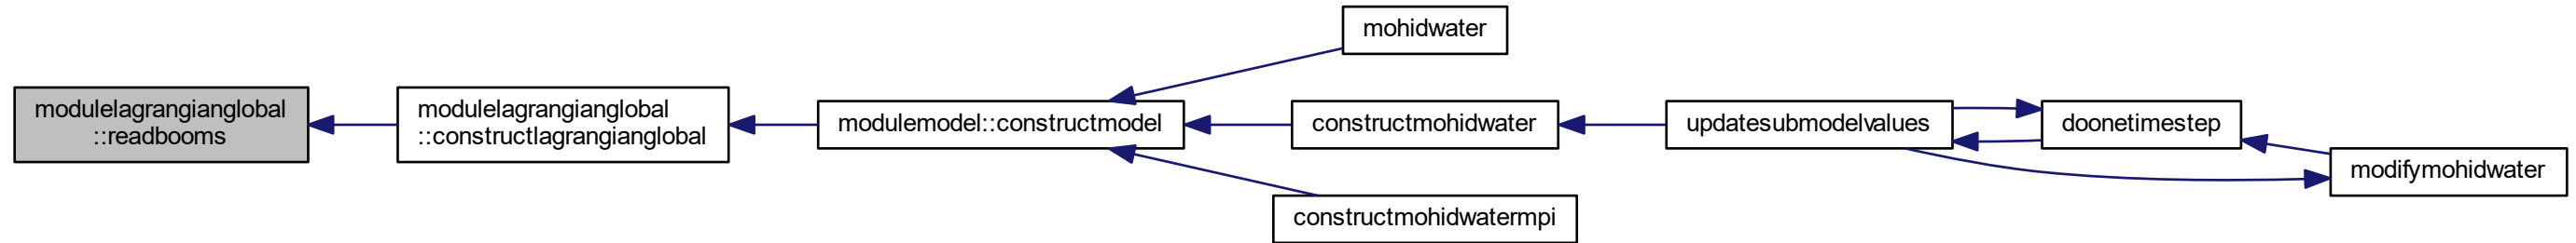 modulelagrangianglobal
::readbooms
modulelagrangianglobal
::constructlagrangianglobal
modulemodel::constructmodel
mohidwater
constructmohidwater
constructmohidwatermpi
updatesubmodelvalues
doonetimestep
modifymohidwater